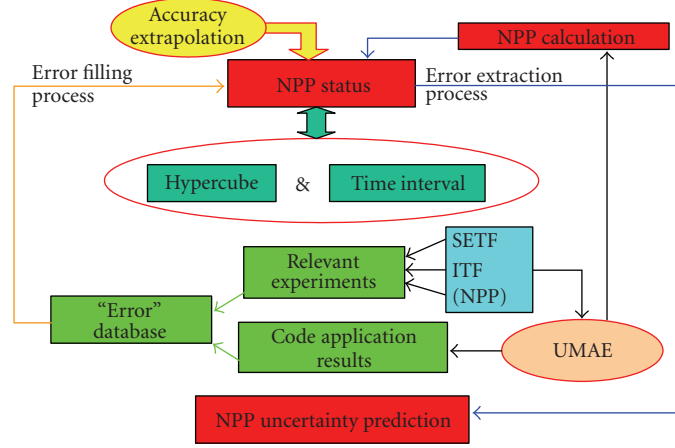 Accuracy
extrapolation
NPP calculation
Error filling
process
NPP status
Error extraction
process
Hypercube
&
Time interval
SETF
ITF
(NPP)
Relevant
experiments
“Error”
database
Code application
results
UMAE
NPP uncertainty prediction